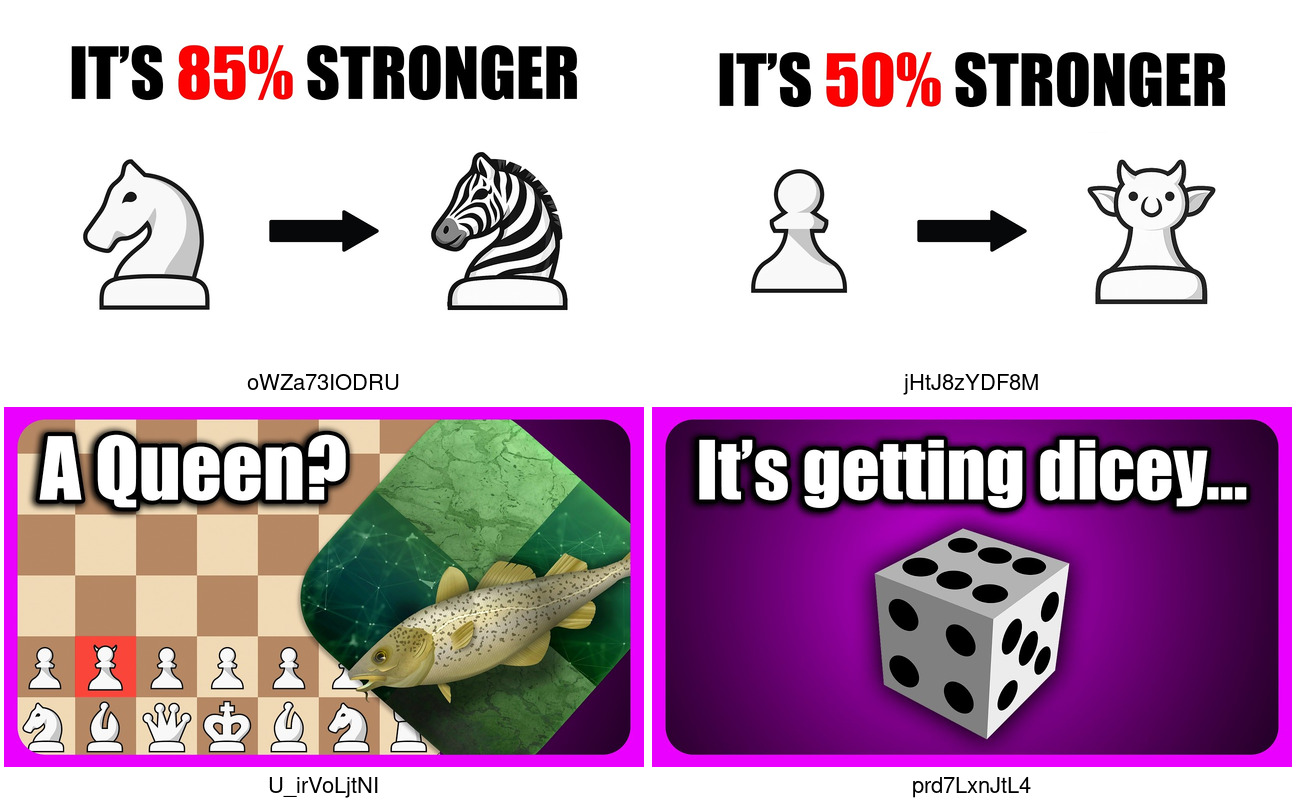 IT'S 85% STRONGER
IT'S 50% STRONGER
oWZa73IODRU
jHtJ8zYDF8M
A Queen?
It's getting dicey...
U_irVoLjtNI
prd7LxnJtL4